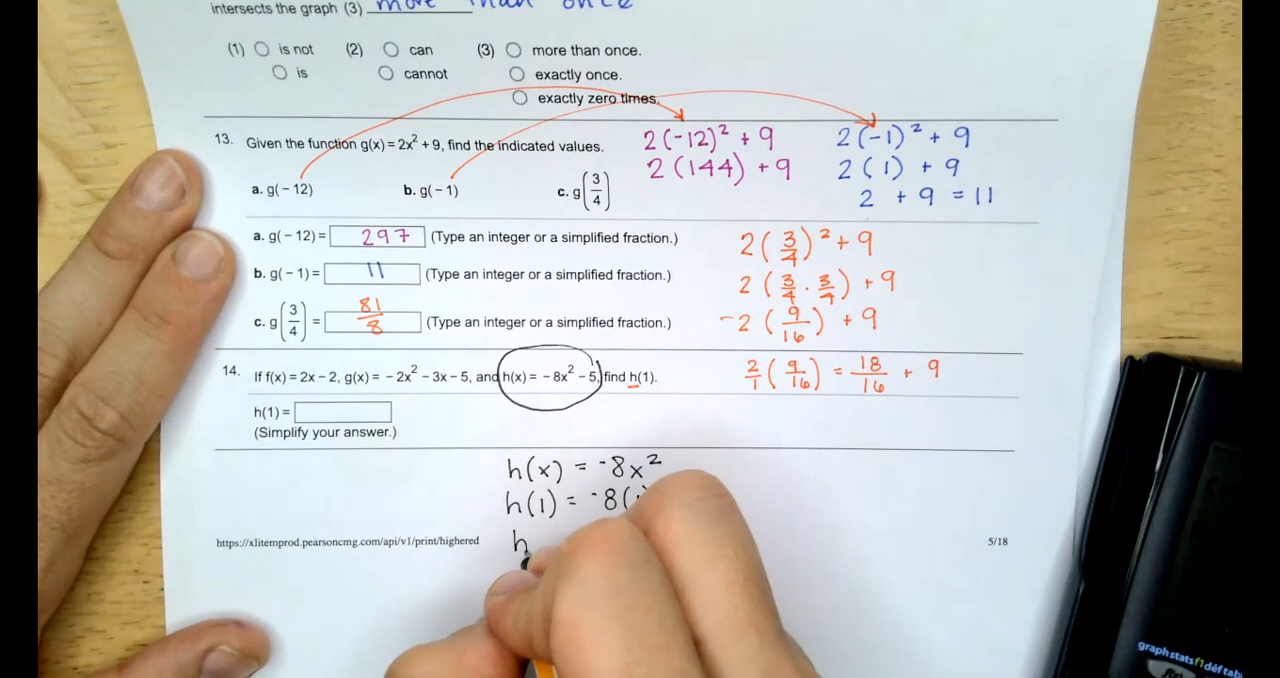 intersects the graph (3) more than once
(1) is not (2) can (3) more than once.
is cannot exactly once.
exactly zero times.
13. Given the function g(x) = 2x² + 9, find the indicated values.
a. g(− 12) b. g(− 1) c. g(3/4)
2(-12)² + 9
2(144) + 9
2(-1)² + 9
2(1) + 9
2 + 9 = 11
a. g(− 12) = 297 (Type an integer or a simplified fraction.)
b. g(− 1) = 11 (Type an integer or a simplified fraction.)
c. g(3/4) = 81/8 (Type an integer or a simplified fraction.)
2(3/4)² + 9
2(3/4 · 3/4) + 9
-2(9/16) + 9
2/1(9/16) = 18/16 + 9
14. If f(x) = 2x − 2, g(x) = − 2x² − 3x − 5, and h(x) = − 8x² − 5, find h(1).
h(1) =
(Simplify your answer.)
h(x) = -8x²
h(1) = -8(
h
https://xlitemprod.pearsoncmg.com/api/v1/print/highered 5/18
graph stats f1 déf tab